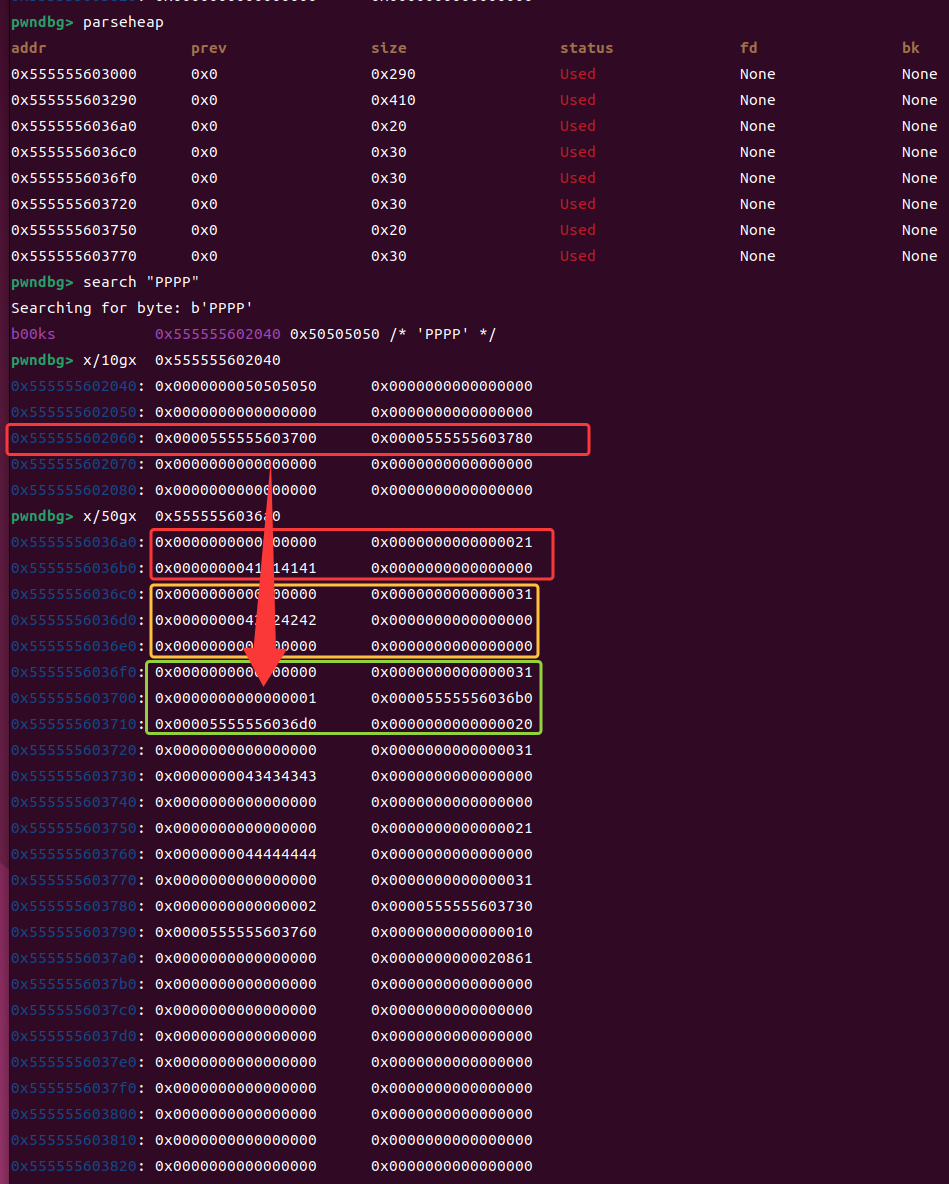 pwndbg> parseheap
addr prev size status fd bk
0x555555603000 0x0 0x290 Used None None
0x555555603290 0x0 0x410 Used None None
0x5555556036a0 0x0 0x20 Used None None
0x5555556036c0 0x0 0x30 Used None None
0x5555556036f0 0x0 0x30 Used None None
0x555555603720 0x0 0x30 Used None None
0x555555603750 0x0 0x20 Used None None
0x555555603770 0x0 0x30 Used None None
pwndbg> search "PPPP"
Searching for byte: b'PPPP'
b00ks 0x555555602040 0x50505050 /* 'PPPP' */
pwndbg> x/10gx 0x555555602040
0x555555602040: 0x0000000050505050 0x0000000000000000
0x555555602050: 0x0000000000000000 0x0000000000000000
0x555555602060: 0x0000555555603700 0x0000555555603780
0x555555602070: 0x0000000000000000 0x0000000000000000
0x555555602080: 0x0000000000000000 0x0000000000000000
pwndbg> x/50gx 0x5555556036a0
0x5555556036a0: 0x0000000000000000 0x0000000000000021
0x5555556036b0: 0x0000000041414141 0x0000000000000000
0x5555556036c0: 0x0000000000000000 0x0000000000000031
0x5555556036d0: 0x0000000042424242 0x0000000000000000
0x5555556036e0: 0x0000000000000000 0x0000000000000000
0x5555556036f0: 0x0000000000000000 0x0000000000000031
0x555555603700: 0x0000000000000001 0x00005555556036b0
0x555555603710: 0x00005555556036d0 0x0000000000000020
0x555555603720: 0x0000000000000000 0x0000000000000031
0x555555603730: 0x0000000043434343 0x0000000000000000
0x555555603740: 0x0000000000000000 0x0000000000000000
0x555555603750: 0x0000000000000000 0x0000000000000021
0x555555603760: 0x0000000044444444 0x0000000000000000
0x555555603770: 0x0000000000000000 0x0000000000000031
0x555555603780: 0x0000000000000002 0x0000555555603730
0x555555603790: 0x0000555555603760 0x0000000000000010
0x5555556037a0: 0x0000000000000000 0x0000000000020861
0x5555556037b0: 0x0000000000000000 0x0000000000000000
0x5555556037c0: 0x0000000000000000 0x0000000000000000
0x5555556037d0: 0x0000000000000000 0x0000000000000000
0x5555556037e0: 0x0000000000000000 0x0000000000000000
0x5555556037f0: 0x0000000000000000 0x0000000000000000
0x555555603800: 0x0000000000000000 0x0000000000000000
0x555555603810: 0x0000000000000000 0x0000000000000000
0x555555603820: 0x0000000000000000 0x0000000000000000